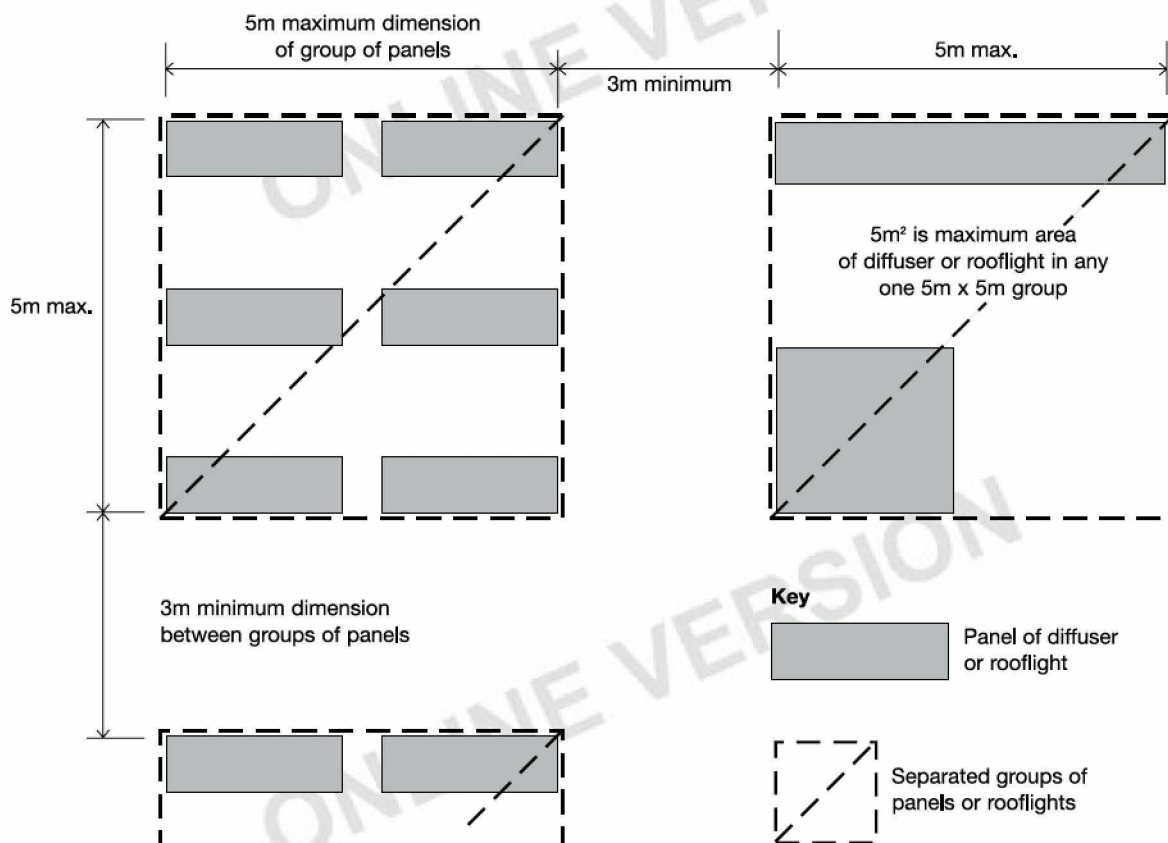 5m maximum dimension
of group of panels
3m minimum
5m max.
5m max.
5m² is maximum area
of diffuser or rooflight in any
one 5m x 5m group
3m minimum dimension
between groups of panels
Key
Panel of diffuser
or rooflight
Separated groups of
panels or rooflights
ONLINE VERSION
ONLINE VERSION